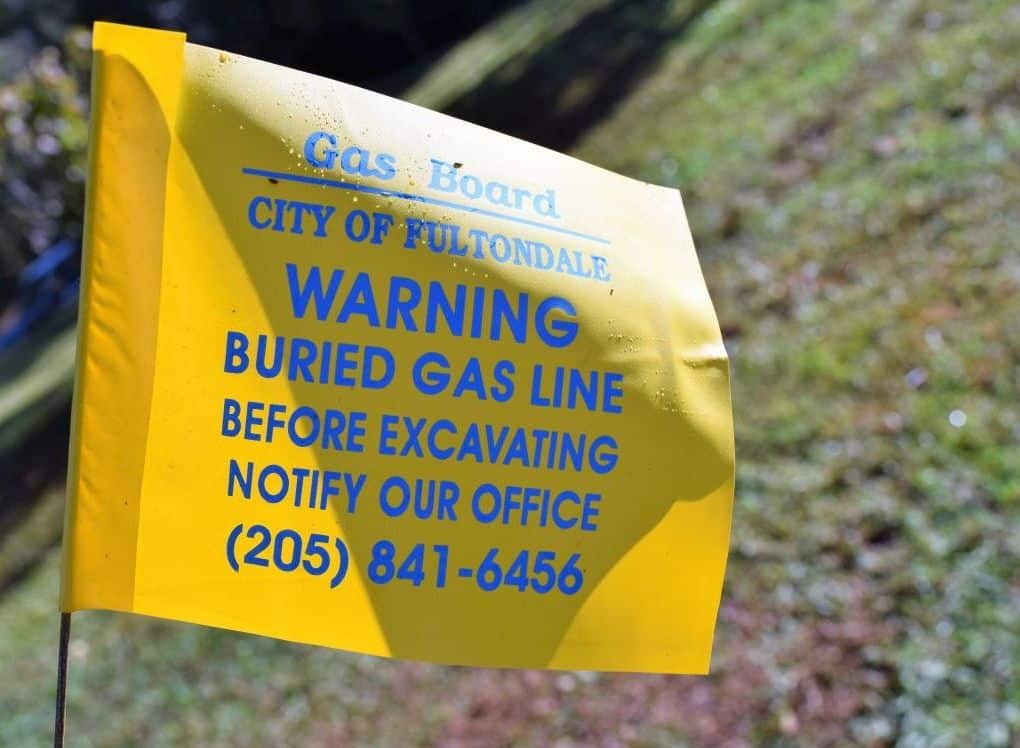 Gas Board
CITY OF FULTONDALE
WARNING
BURIED GAS LINE
BEFORE EXCAVATING
NOTIFY OUR OFFICE
(205) 841-6456